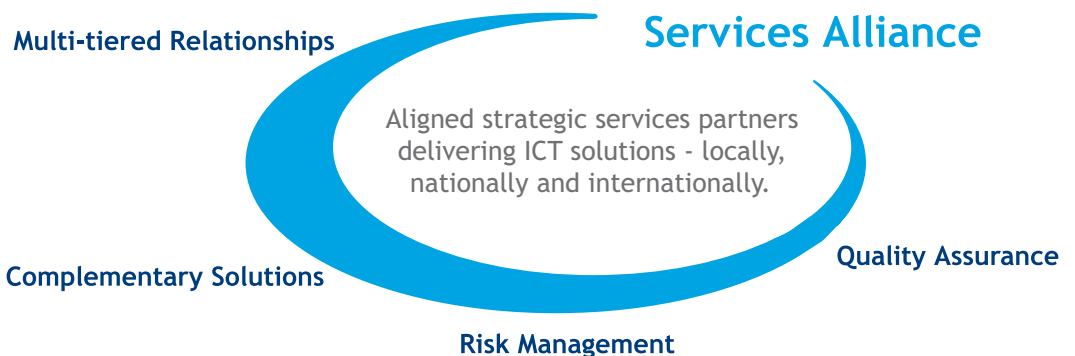 Services Alliance
Multi-tiered Relationships
Aligned strategic services partners
delivering ICT solutions - locally,
nationally and internationally.
Quality Assurance
Complementary Solutions
Risk Management